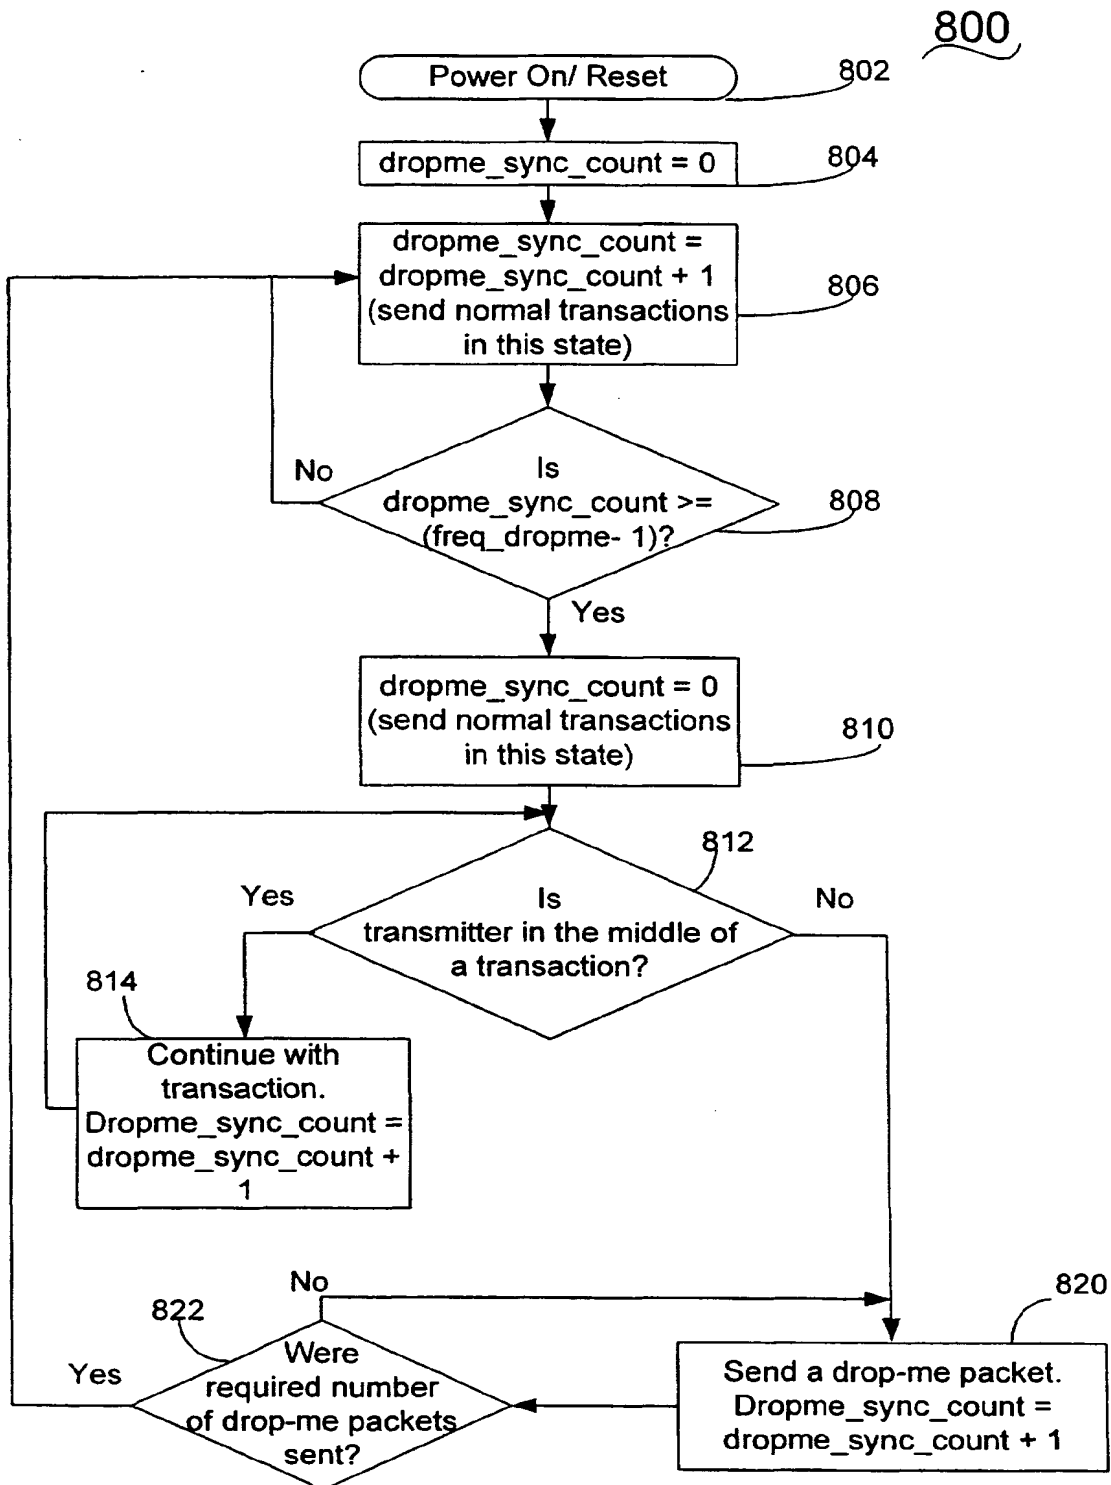 800
Power On/ Reset
802
dropme_sync_count = 0
804
dropme_sync_count =
dropme_sync_count + 1
(send normal transactions
in this state)
806
No
Is
dropme_sync_count >=
(freq_dropme- 1)?
808
Yes
dropme_sync_count = 0
(send normal transactions
in this state)
810
812
Yes
Is
transmitter in the middle of
a transaction?
No
814
Continue with
transaction.
Dropme_sync_count =
dropme_sync_count +
1
No
822
Were
required number
of drop-me packets
sent?
Yes
820
Send a drop-me packet.
Dropme_sync_count =
dropme_sync_count + 1